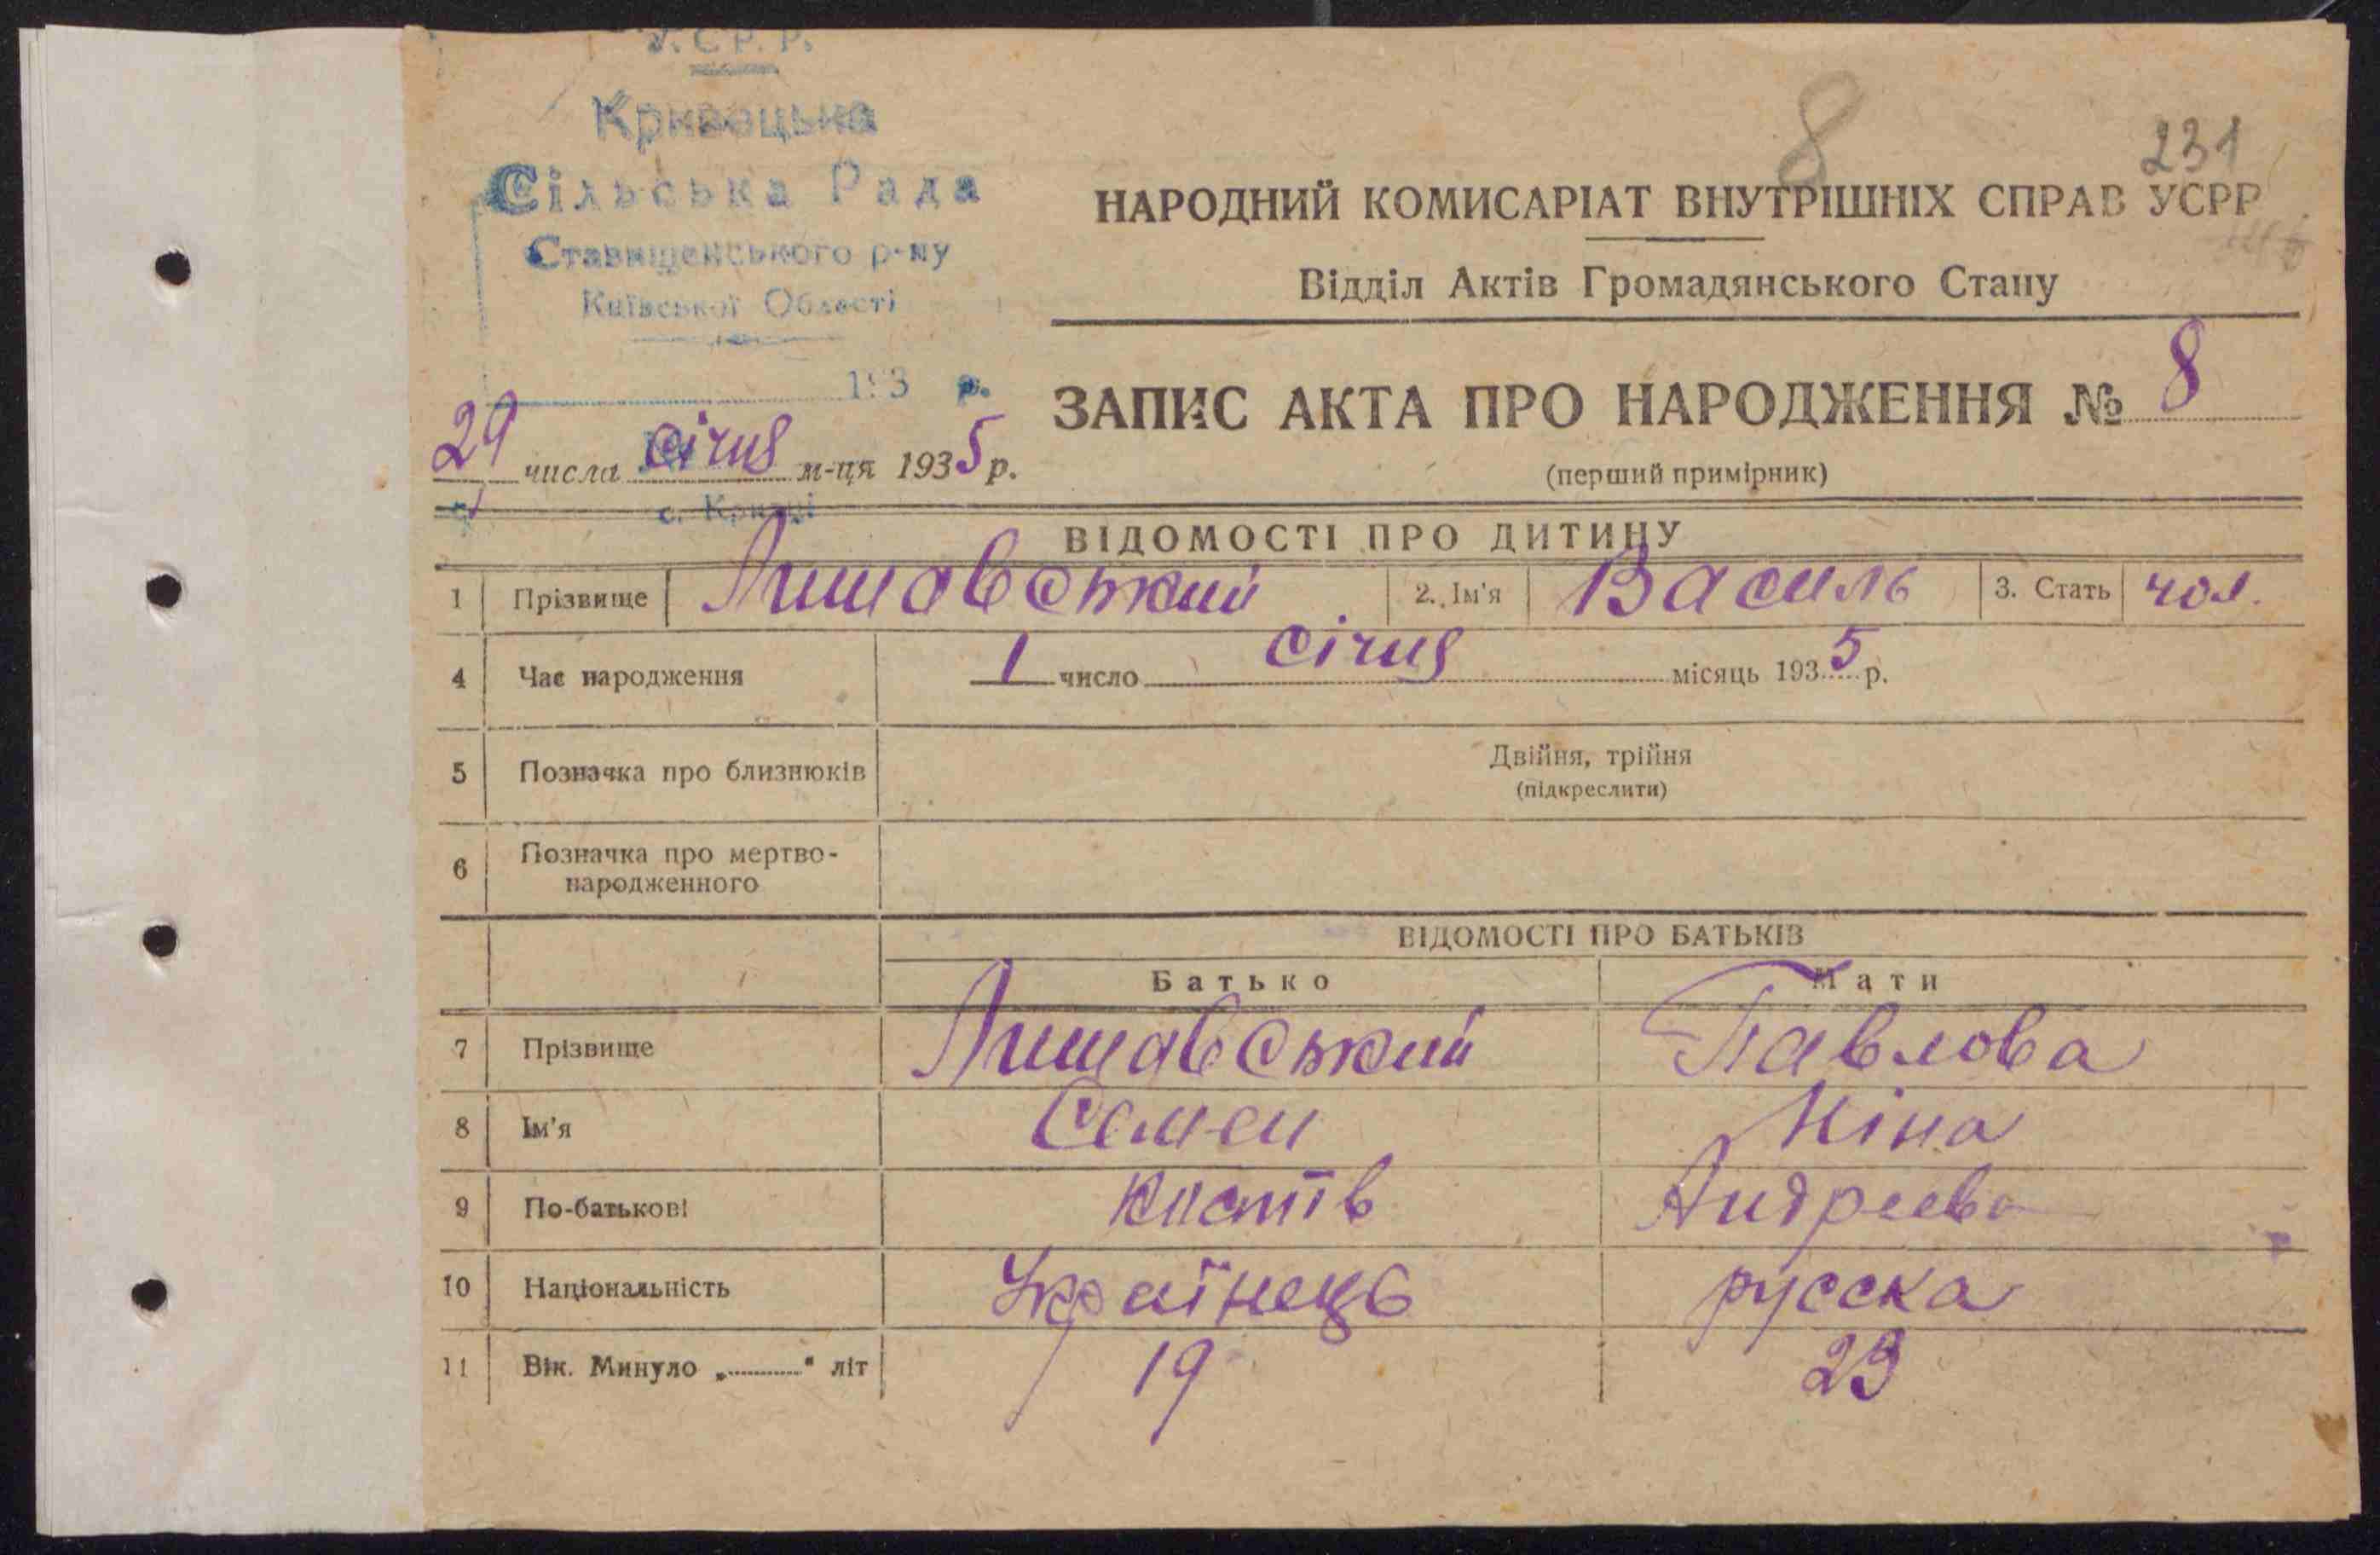 У.С.Р.Р.
Кривецька
Сільська Рада
Ставищенського р-ну
Київської Області
193 р.
с. Кривці
8
231
НАРОДНИЙ КОМИСАРІАТ ВНУТРІШНІХ СПРАВ УСРР
Відділ Актів Громадянського Стану
ЗАПИС АКТА ПРО НАРОДЖЕННЯ № 8
(перший примірник)
29 числа січня м-ця 1935 р.
ВІДОМОСТІ ПРО ДИТИНУ
1 Прізвище Лишавський 2. Ім'я Василь 3. Стать чол.
4 Час народження 1 число січня місяць 1935 р.
5 Позначка про близнюків Двійня, трійня
(підкреслити)
6 Позначка про мертво-
народженного
ВІДОМОСТІ ПРО БАТЬКІВ
Батько Мати
7 Прізвище Лишавський Павлова
8 Ім'я Семен Ніна
9 По-батькові Костів Андреева
10 Національність Українець русска
11 Вік. Минуло „ " літ 19 23